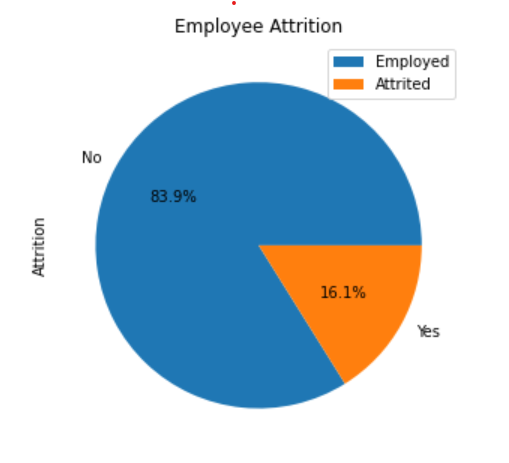 Employee Attrition
Employed
Attrited
No
83.9%
Attrition
16.1%
Yes